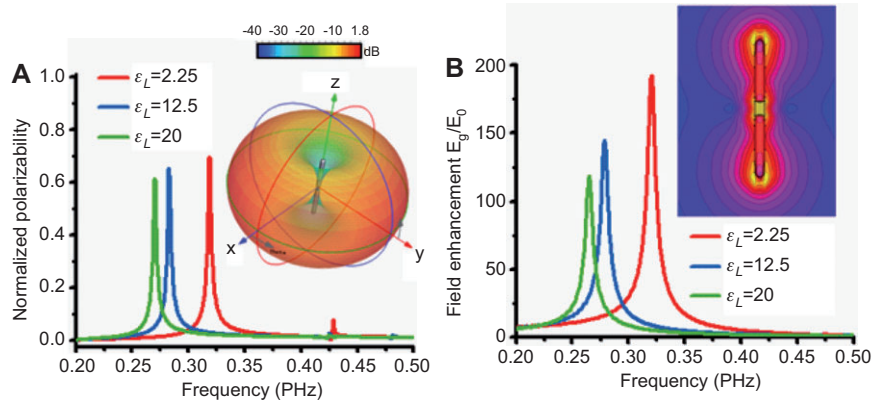 -40 -30 -20 -10 1.8
dB
A
Normalized polarizability
1.0
0.8
0.6
0.4
0.2
0.0
εL=2.25
εL=12.5
εL=20
z
x
y
0.20 0.25 0.30 0.35 0.40 0.45 0.50
Frequency (PHz)
B
Field enhancement Eg/E0
200
150
100
50
0
εL=2.25
εL=12.5
εL=20
0.20 0.25 0.30 0.35 0.40 0.45 0.50
Frequency (PHz)